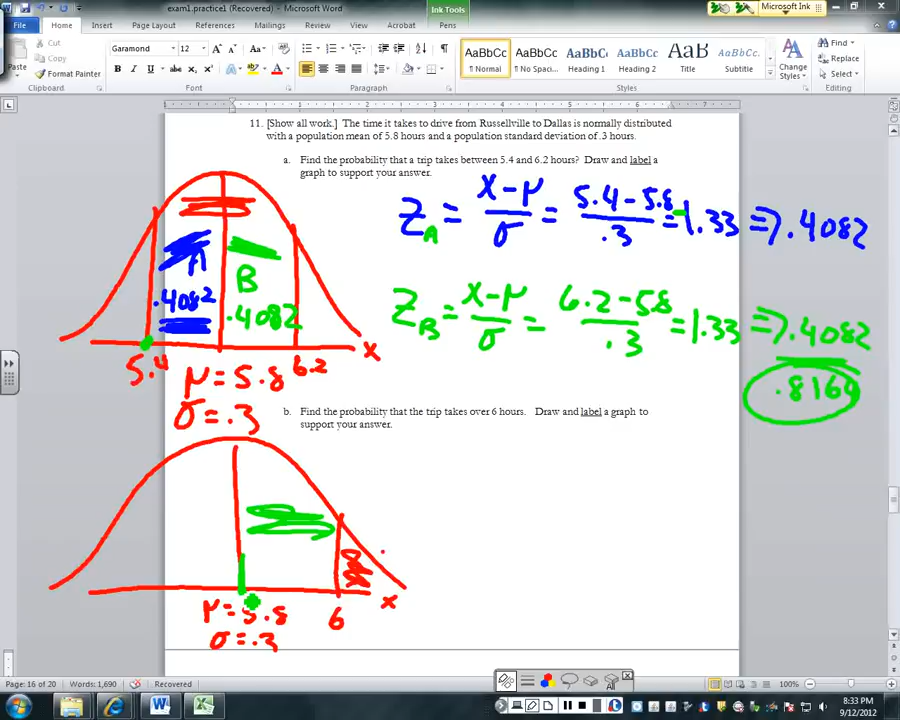 exam1.practice1 (Recovered) - Microsoft Word
Ink Tools
Microsoft Ink
File Home Insert Page Layout References Mailings Review View Acrobat Pens
Cut
Copy
Paste
Format Painter
Clipboard
Garamond 12
Font
Paragraph
AaBbCc AaBbCc AaBbC AaBbCc AaB AaBbCc
¶ Normal ¶ No Spaci... Heading 1 Heading 2 Title Subtitle
Change Styles
Styles
Find
Replace
Select
Editing
11. [Show all work.] The time it takes to drive from Russellville to Dallas is normally distributed
with a population mean of 5.8 hours and a population standard deviation of .3 hours.
a. Find the probability that a trip takes between 5.4 and 6.2 hours? Draw and label a
graph to support your answer.
Z_A = (X-μ)/σ = (5.4-5.8)/.3 = -1.33 ⇒ .4082
A
.4082
B
.4082
5.4
6.2
X
μ=5.8
σ=.3
Z_B = (X-μ)/σ = (6.2-5.8)/.3 = 1.33 ⇒ .4082
.8164
b. Find the probability that the trip takes over 6 hours. Draw and label a graph to
support your answer.
μ=5.8
σ=.3
6
X
Page: 16 of 20 Words: 1,690 Recovered
100%
8:33 PM
9/12/2012